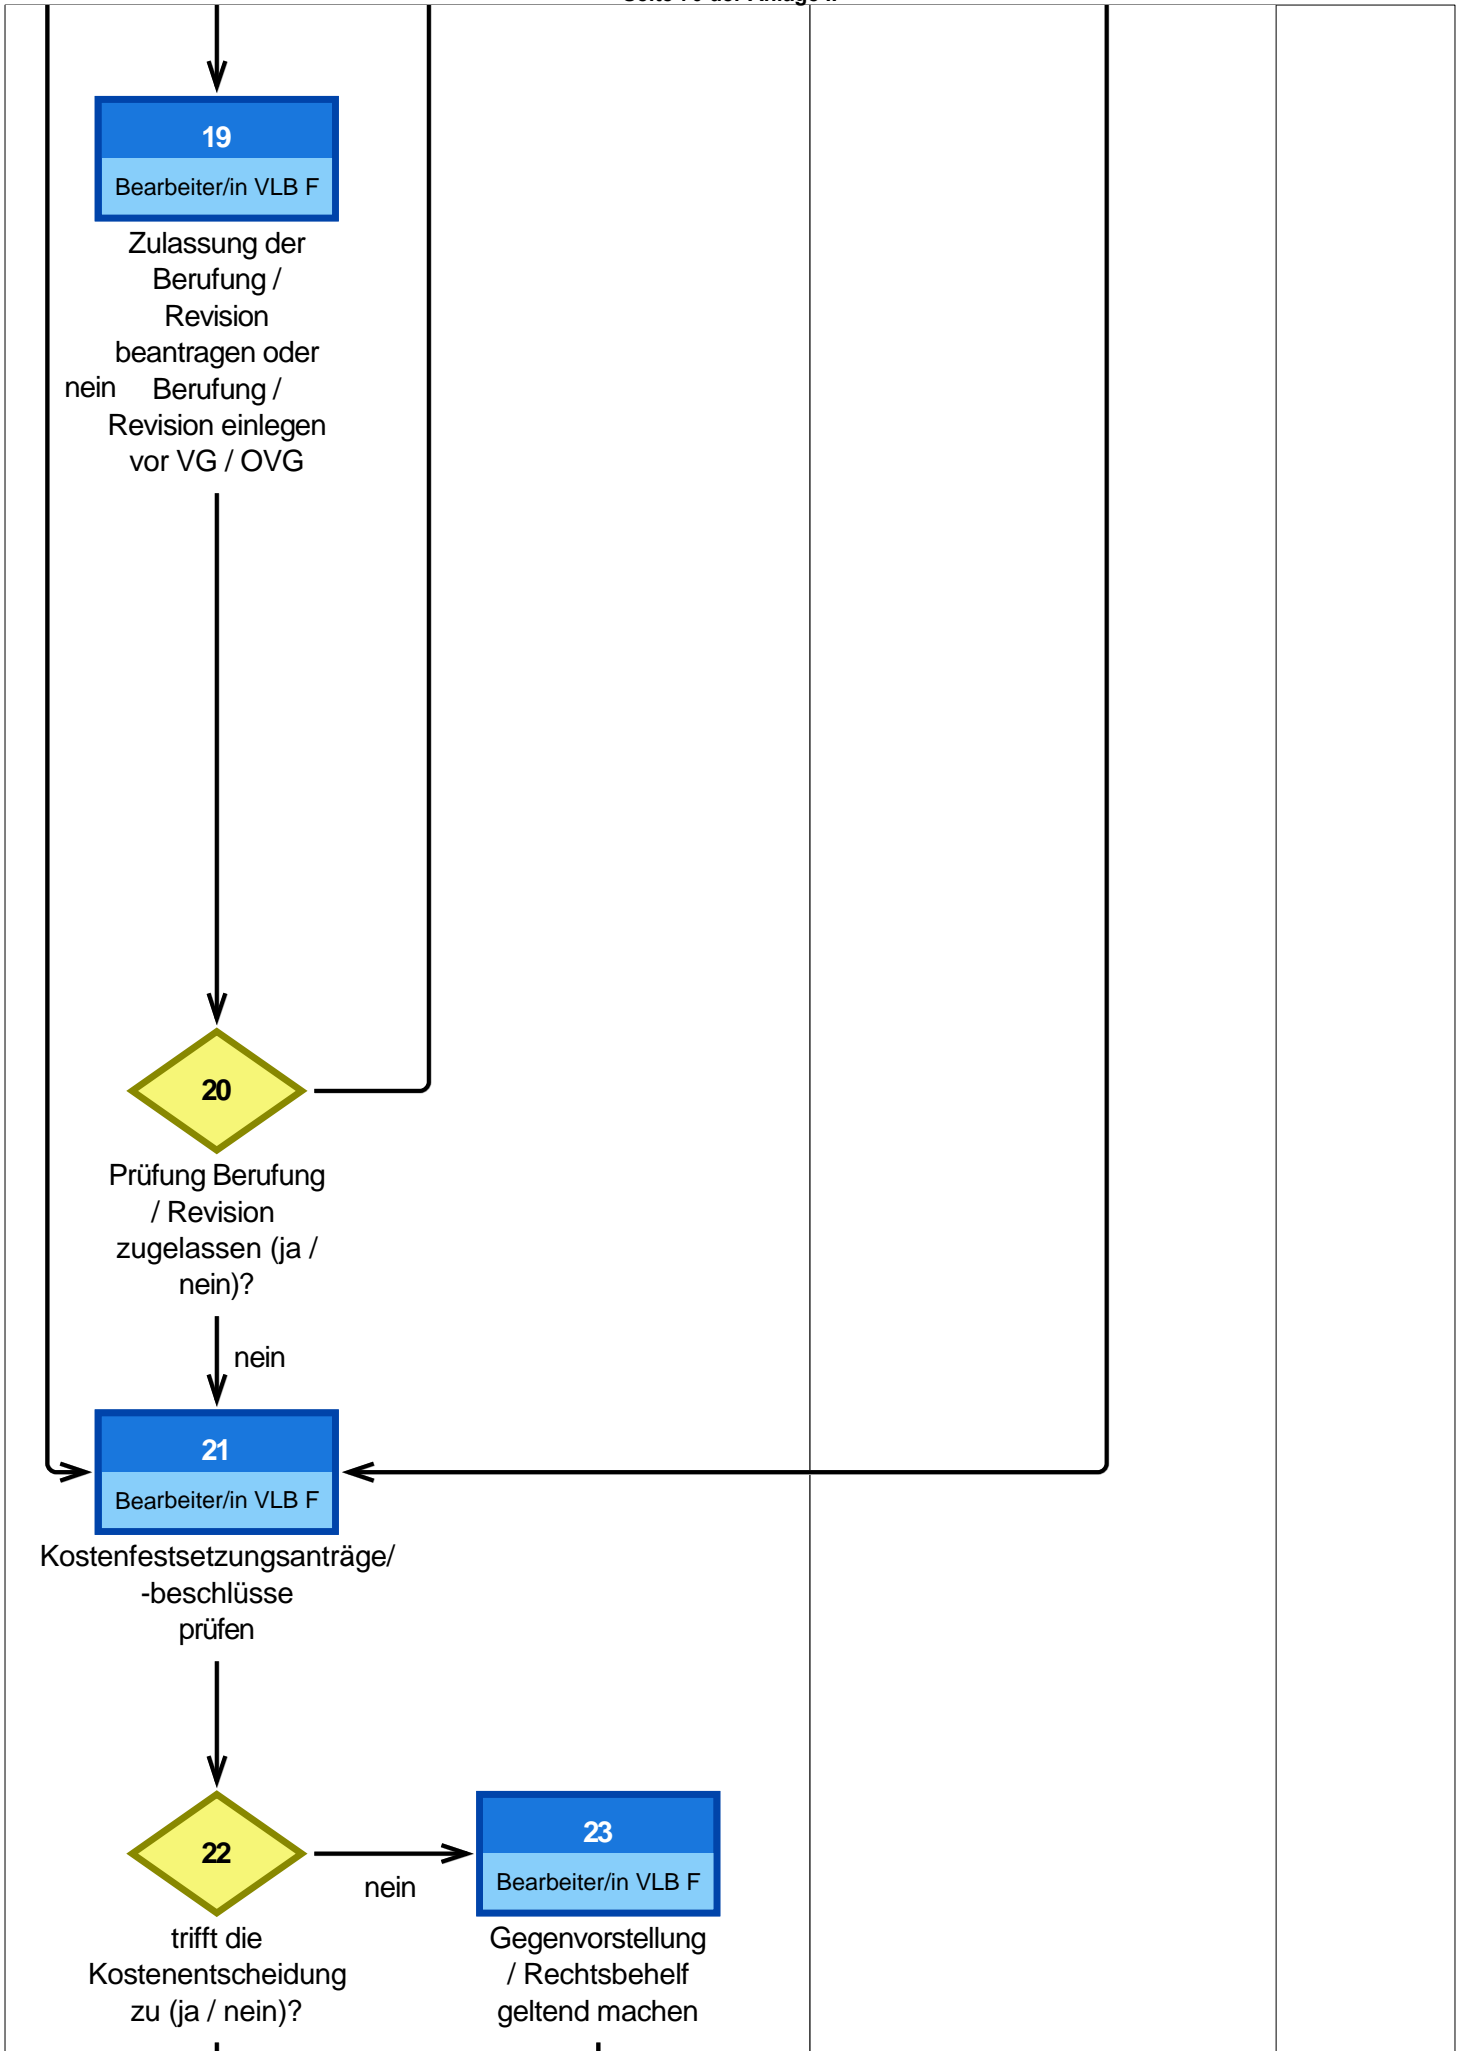 19
Bearbeiter/in VLB F
Zulassung der
Berufung /
Revision
beantragen oder
nein
Berufung /
Revision einlegen
vor VG / OVG
20
Prüfung Berufung
/ Revision
zugelassen (ja /
nein)?
nein
21
Bearbeiter/in VLB F
Kostenfestsetzungsanträge/
-beschlüsse
prüfen
22
nein
23
Bearbeiter/in VLB F
trifft die
Kostenentscheidung
zu (ja / nein)?
Gegenvorstellung
/ Rechtsbehelf
geltend machen